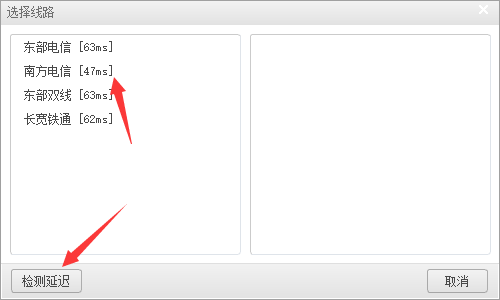 选择线路
东部电信 [63ms]
南方电信 [47ms]
东部双线 [63ms]
长宽铁通 [62ms]
检测延迟
取消